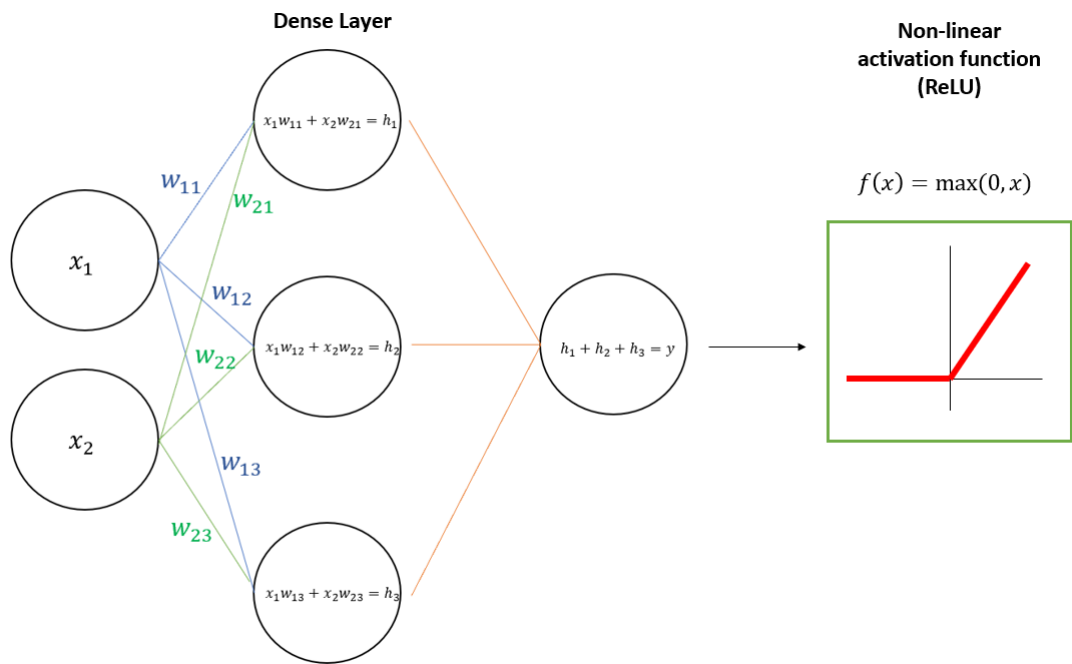 Dense Layer
Non-linear
activation function
(ReLU)
x₁w₁₁ + x₂w₂₁ = h₁
w₁₁
w₂₁
f(x) = max(0, x)
x₁
w₁₂
x₁w₁₂ + x₂w₂₂ = h₂
h₁ + h₂ + h₃ = y
w₂₂
x₂
w₁₃
w₂₃
x₁w₁₃ + x₂w₂₃ = h₃